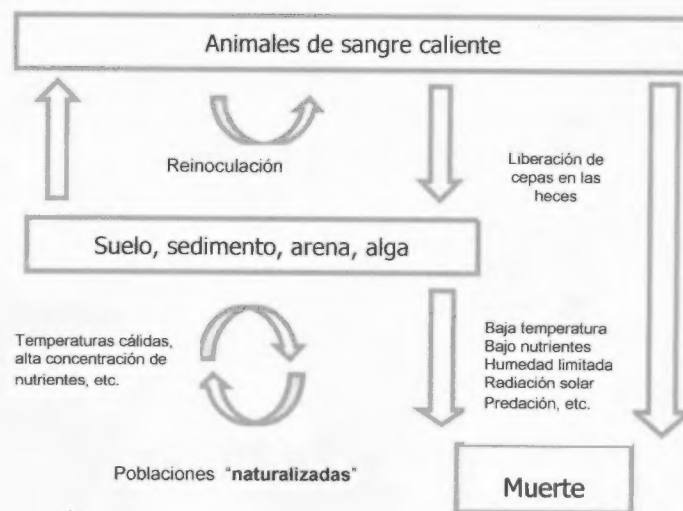 Animales de sangre caliente
Reinoculación
Liberación de
cepas en las
heces
Suelo, sedimento, arena, alga
Temperaturas cálidas,
alta concentración de
nutrientes, etc.
Baja temperatura
Bajo nutrientes
Humedad limitada
Radiación solar
Predación, etc.
Poblaciones "naturalizadas"
Muerte